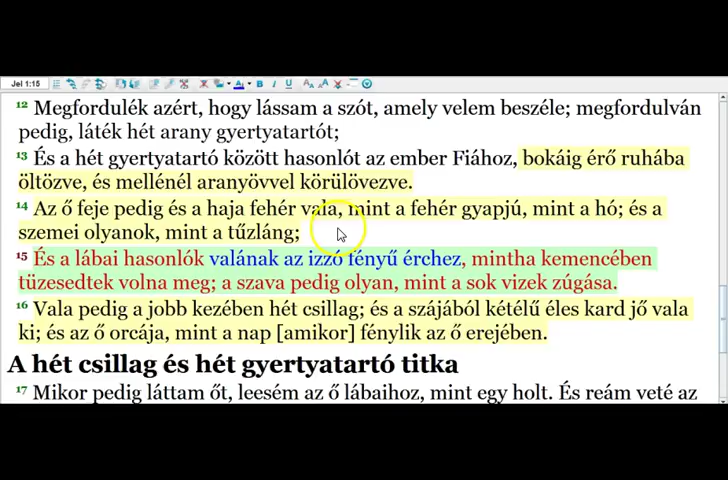 Jel 1:15
12 Megfordulék azért, hogy lássam a szót, amely velem beszéle; megfordulván
pedig, láték hét arany gyertyatartót;
13 És a hét gyertyatartó között hasonlót az ember Fiához, bokáig érő ruhába
öltözve, és mellénél aranyövvel körülövezve.
14 Az ő feje pedig és a haja fehér vala, mint a fehér gyapjú, mint a hó; és a
szemei olyanok, mint a tűzláng;
15 És a lábai hasonlók valának az izzó fényű érchez, mintha kemencében
tüzesedtek volna meg; a szava pedig olyan, mint a sok vizek zúgása.
16 Vala pedig a jobb kezében hét csillag; és a szájából kétélű éles kard jő vala
ki; és az ő orcája, mint a nap [amikor] fénylik az ő erejében.
A hét csillag és hét gyertyatartó titka
17 Mikor pedig láttam őt, leesém az ő lábaihoz, mint egy holt. És reám veté az